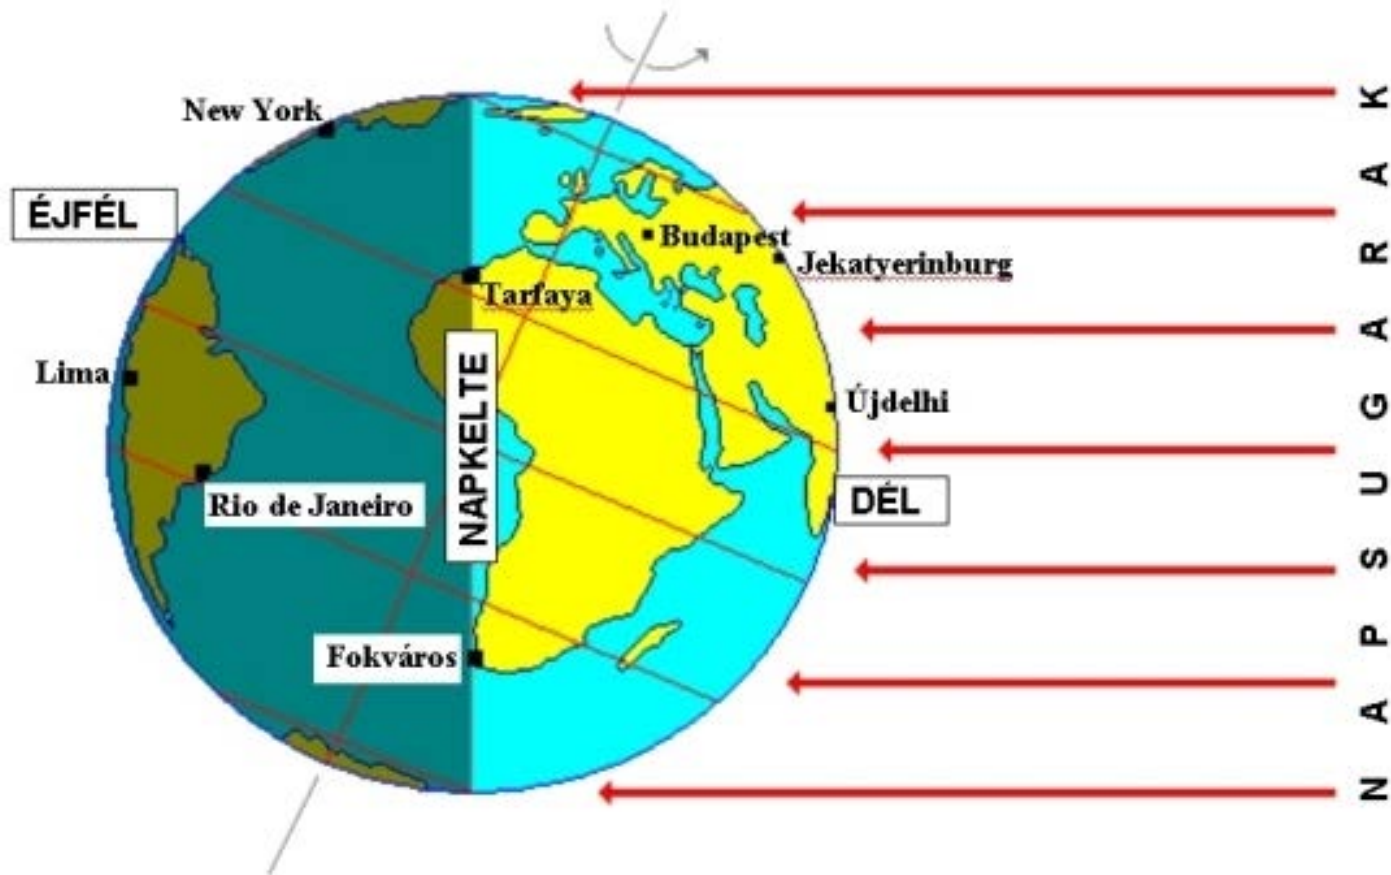 New York
ÉJFÉL
Budapest
Jekatyerinburg
Tarfaya
Lima
NAPKELTE
Újdelhi
Rio de Janeiro
DÉL
Fokváros
NAPSUGARAK